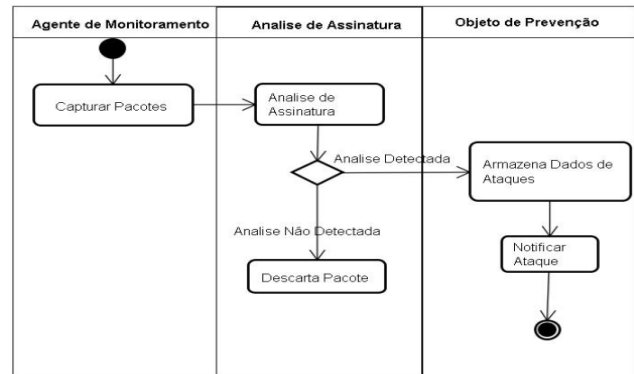 Agente de Monitoramento
Analise de Assinatura
Objeto de Prevenção
Capturar Pacotes
Analise de
Assinatura
Analise Detectada
Armazena Dados de
Ataques
Analise Não Detectada
Notificar
Ataque
Descarta Pacote